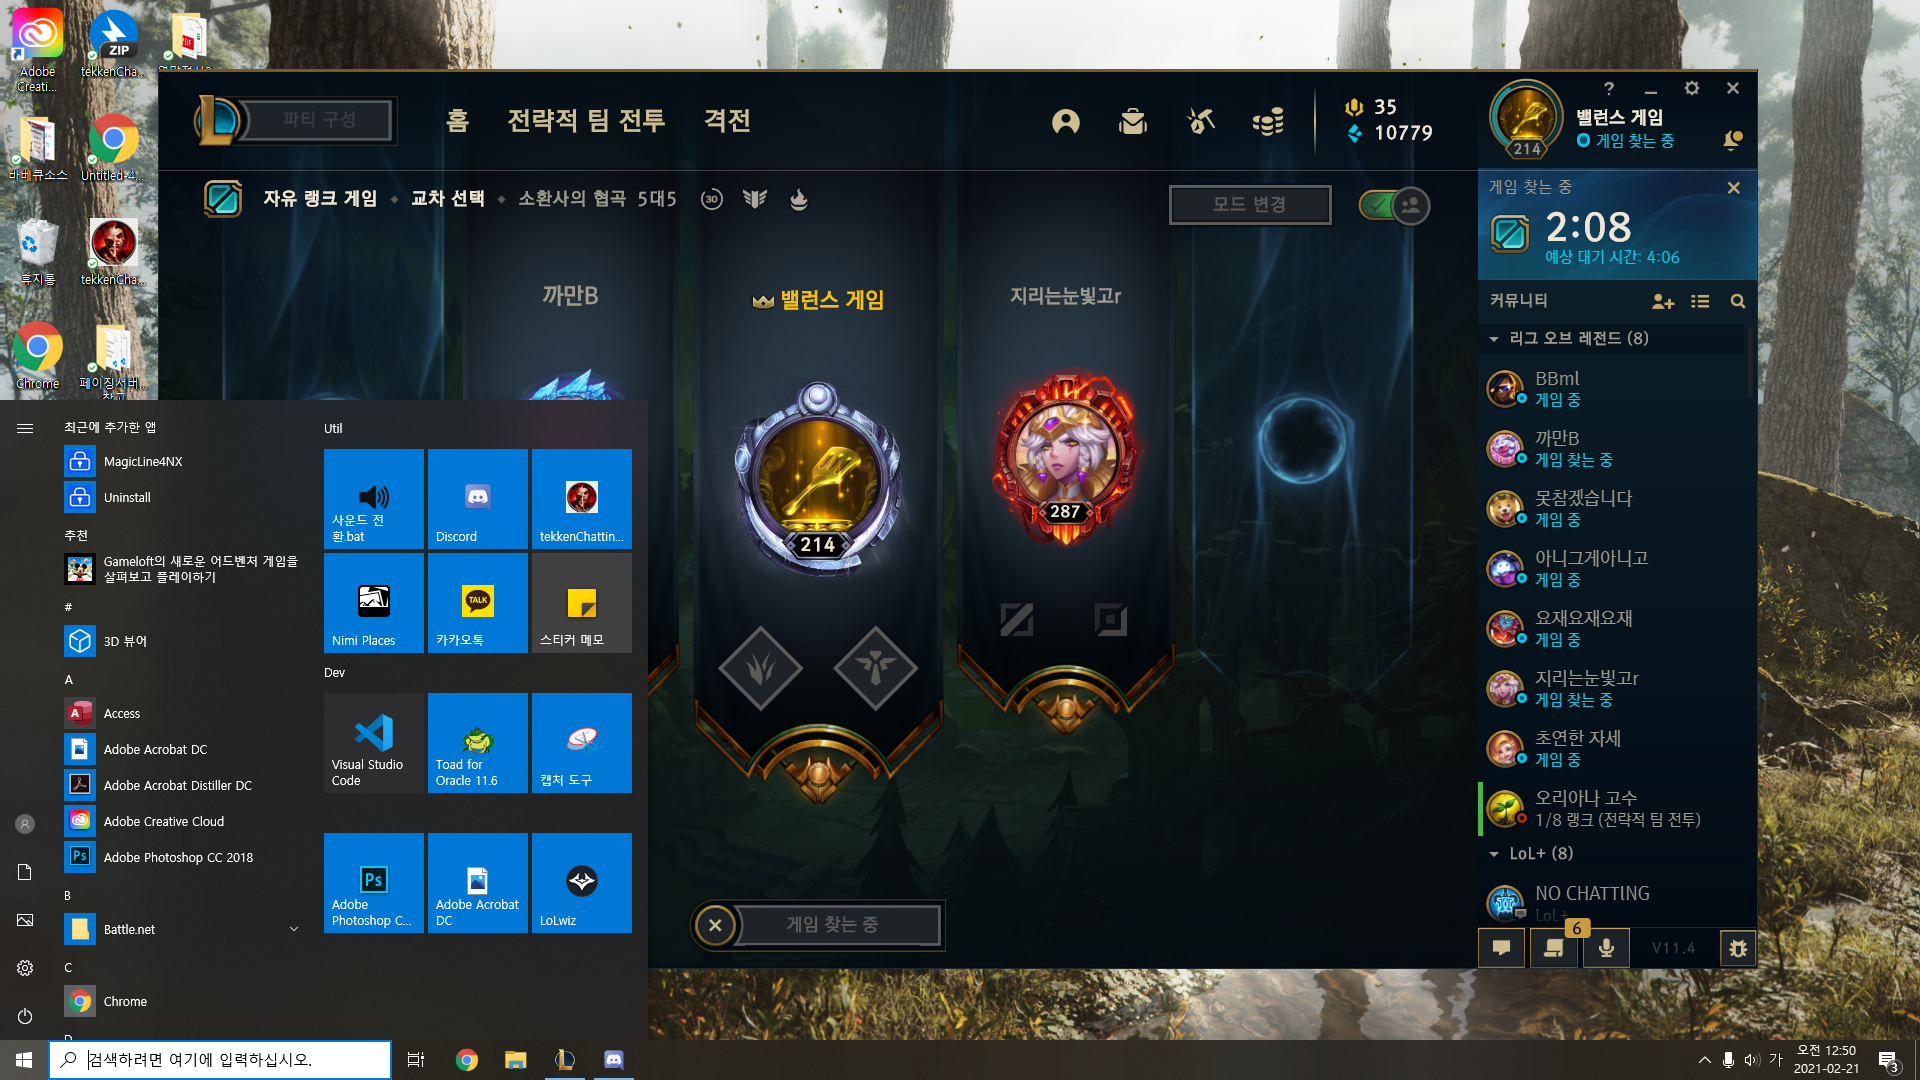 Adobe
Creati...
ZIP
tekkenCha...
PDF
바베큐소스
Untitled-4....
휴지통
tekkenCha...
Chrome
페이징서버...
파티 구성
홈
전략적 팀 전투
격전
35
10779
214
밸런스 게임
게임 찾는 중
자유 랭크 게임
교차 선택
소환사의 협곡 5대5
30
모드 변경
게임 찾는 중
2:08
예상 대기 시간: 4:06
까만B
밸런스 게임
지리는눈빛고r
214
287
게임 찾는 중
커뮤니티
리그 오브 레전드 (8)
BBml
게임 중
까만B
게임 찾는 중
못참겠습니다
게임 중
아니그게아니고
게임 중
요재요재요재
게임 중
지리는눈빛고r
게임 찾는 중
초연한 자세
게임 중
오리아나 고수
1/8 랭크 (전략적 팀 전투)
LoL+ (8)
NO CHATTING
LoL+
6
V11.4
최근에 추가한 앱
MagicLine4NX
Uninstall
추천
Gameloft의 새로운 어드벤처 게임을
살펴보고 플레이하기
#
3D 뷰어
A
Access
Adobe Acrobat DC
Adobe Acrobat Distiller DC
Adobe Creative Cloud
Adobe Photoshop CC 2018
B
Battle.net
C
Chrome
Util
사운드 전
환.bat
Discord
tekkenChattin...
Nimi Places
TALK
카카오톡
스티커 메모
Dev
Visual Studio
Code
Toad for
Oracle 11.6
캡처 도구
Ps
Adobe
Photoshop C...
Adobe Acrobat
DC
LoLwiz
검색하려면 여기에 입력하십시오.
가
오전 12:50
2021-02-21
3